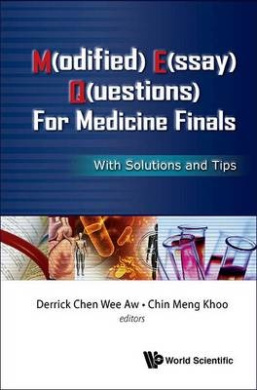 M(odified) E(ssay)
Q(uestions)
For Medicine Finals
With Solutions and Tips
Derrick Chen Wee Aw • Chin Meng Khoo
editors
World Scientific